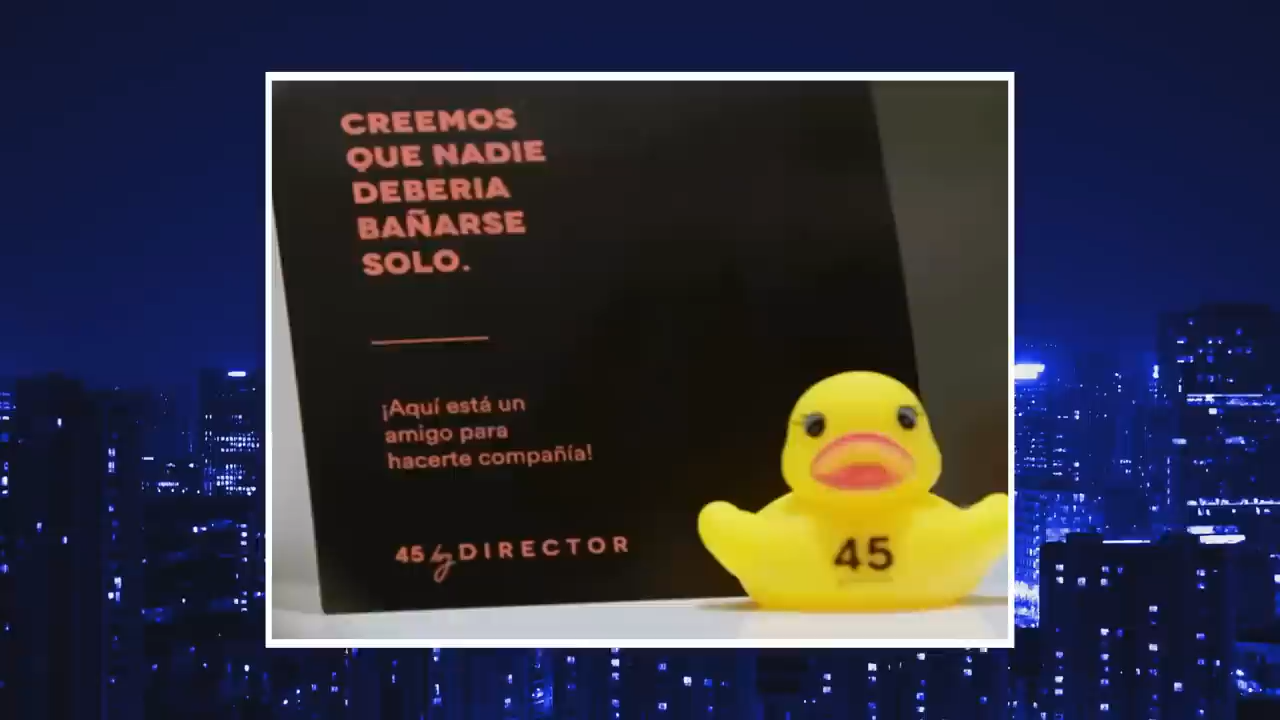 CREEMOS
QUE NADIE
DEBERIA
BAÑARSE
SOLO.
¡Aquí está un
amigo para
hacerte compañía!
45 by DIRECTOR
45